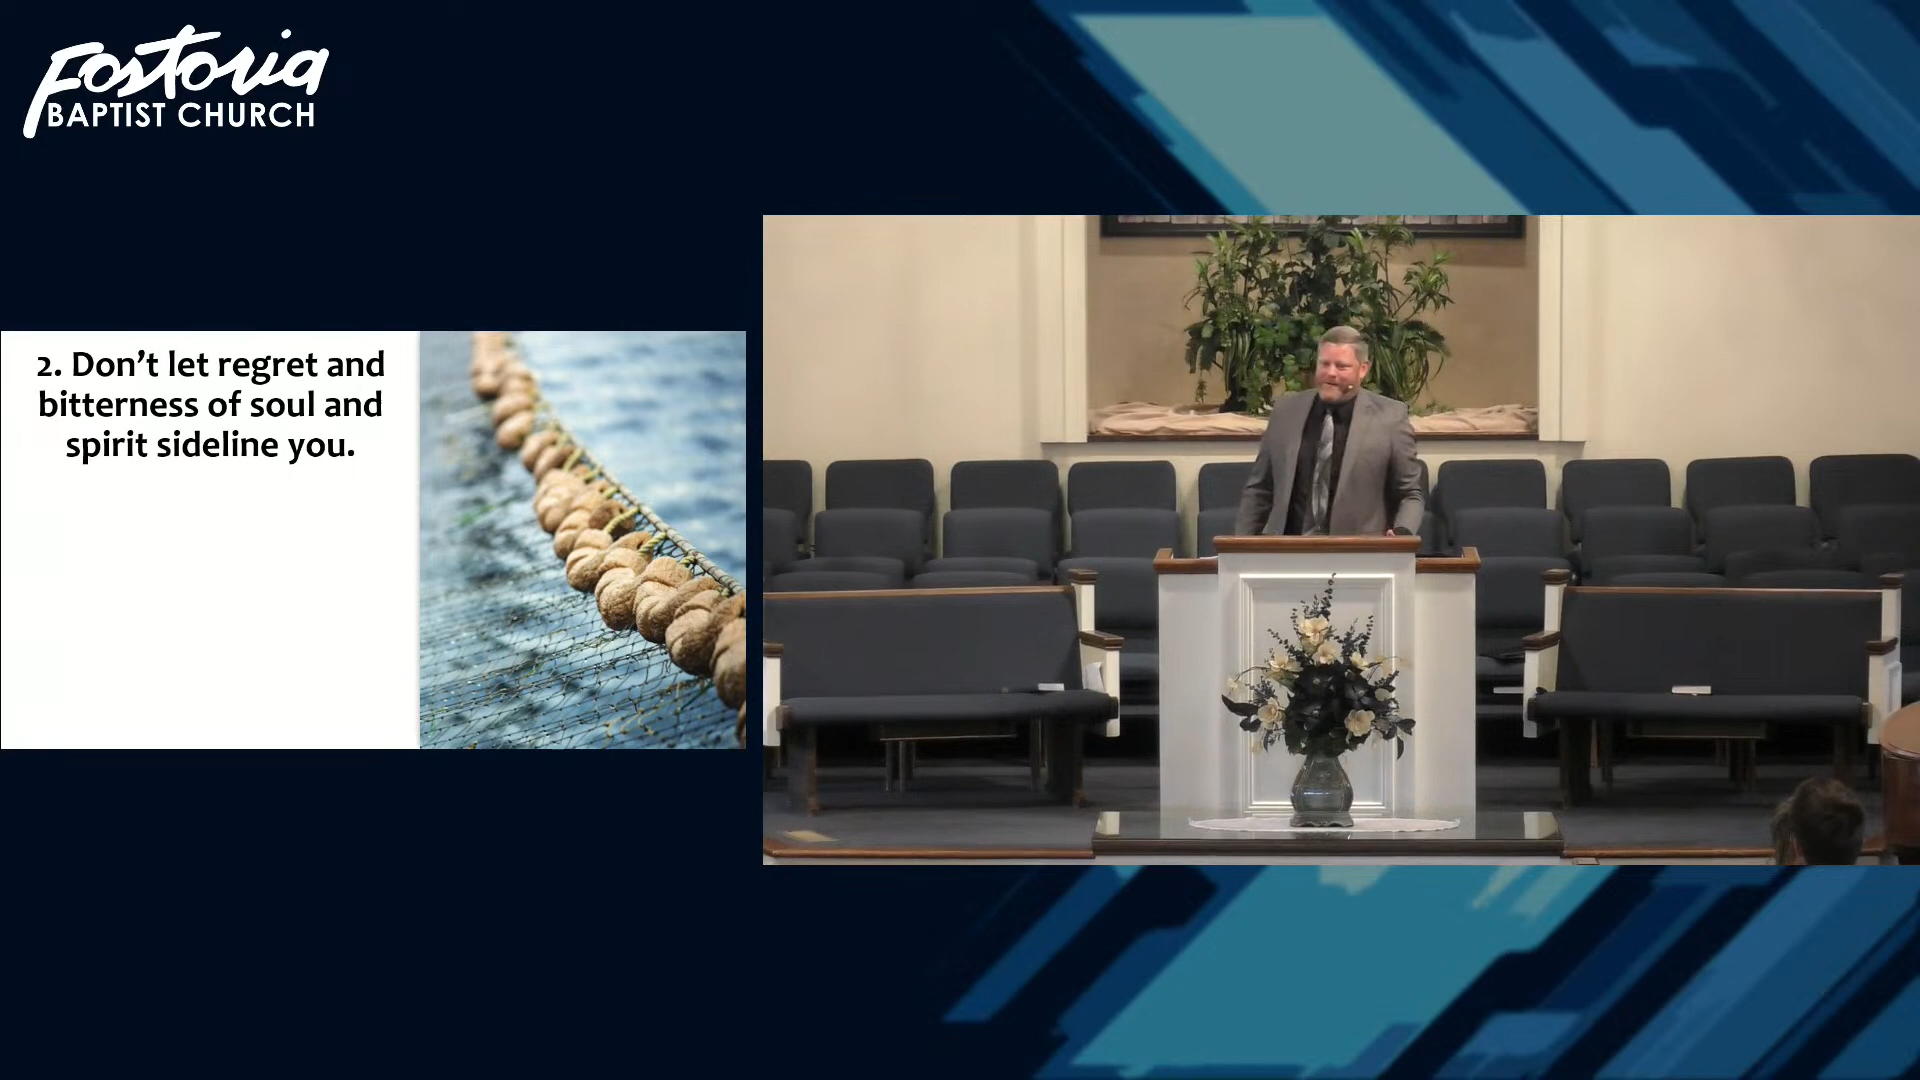 Fostoria
BAPTIST CHURCH
2. Don’t let regret and
bitterness of soul and
spirit sideline you.